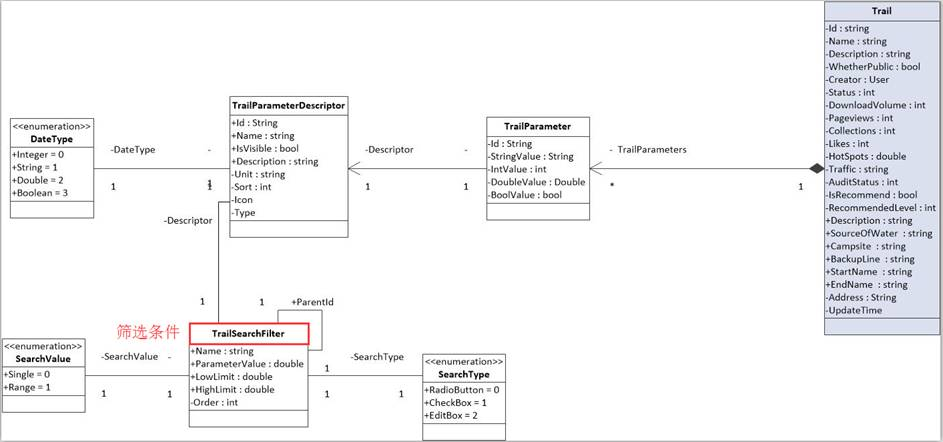 Trail
-Id : string
-Name : string
-Description : string
-WhetherPublic : bool
-Creator : User
-Status : int
-DownloadVolume : int
-Pageviews : int
-Collections : int
-Likes : int
-HotSpots : double
-Traffic : string
-AuditStatus : int
-IsRecommend : bool
-RecommendedLevel : int
+Description : string
+SourceOfWater : string
+Campsite : string
+BackupLine : string
+StartName : string
+EndName : string
-Address : String
-UpdateTime
TrailParameterDescriptor
+Id : String
+Name : string
+IsVisible : bool
+Description : string
-Unit : string
-Sort : int
-Icon
-Type
<<enumeration>>
DateType
+Integer = 0
+String = 1
+Double = 2
+Boolean = 3
-DateType
-
1
1
TrailParameter
-Id : String
-StringValue : String
-IntValue : int
-DoubleValue : Double
-BoolValue : bool
-Descriptor
-
1
1
- TrailParameters
*
1
-Descriptor
1
1
+ParentId
筛选条件
TrailSearchFilter
+Name : string
+ParameterValue : double
+LowLimit : double
+HighLimit : double
-Order : int
<<enumeration>>
SearchValue
+Single = 0
+Range = 1
-SearchValue
-
1
1
1
-SearchType
1
1
<<enumeration>>
SearchType
+RadioButton = 0
+CheckBox = 1
+EditBox = 2